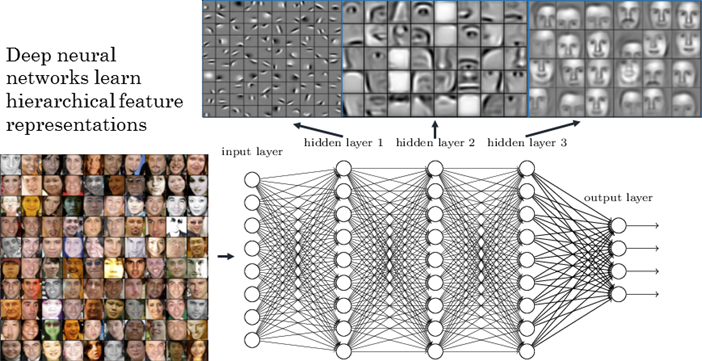 Deep neural
networks learn
hierarchical feature
representations
input layer
hidden layer 1
hidden layer 2
hidden layer 3
output layer